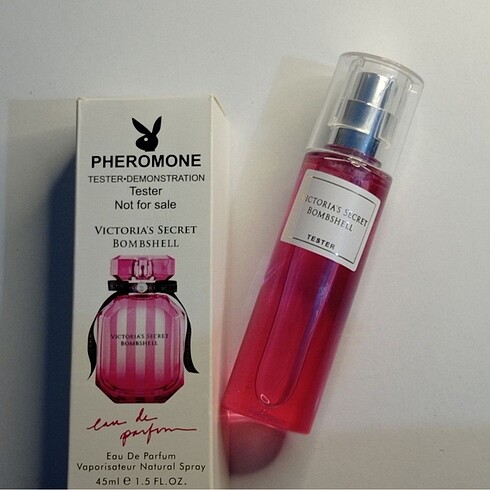 PHEROMONE
TESTER•DEMONSTRATION
Tester
Not for sale
VICTORIA'S SECRET
BOMBSHELL
VICTORIA'S SECRET
BOMBSHELL
eau de
parfum
Eau De Parfum
Vaporisateur Natural Spray
45ml e 1.5 FL.OZ.
VICTORIA'S SECRET
BOMBSHELL
TESTER